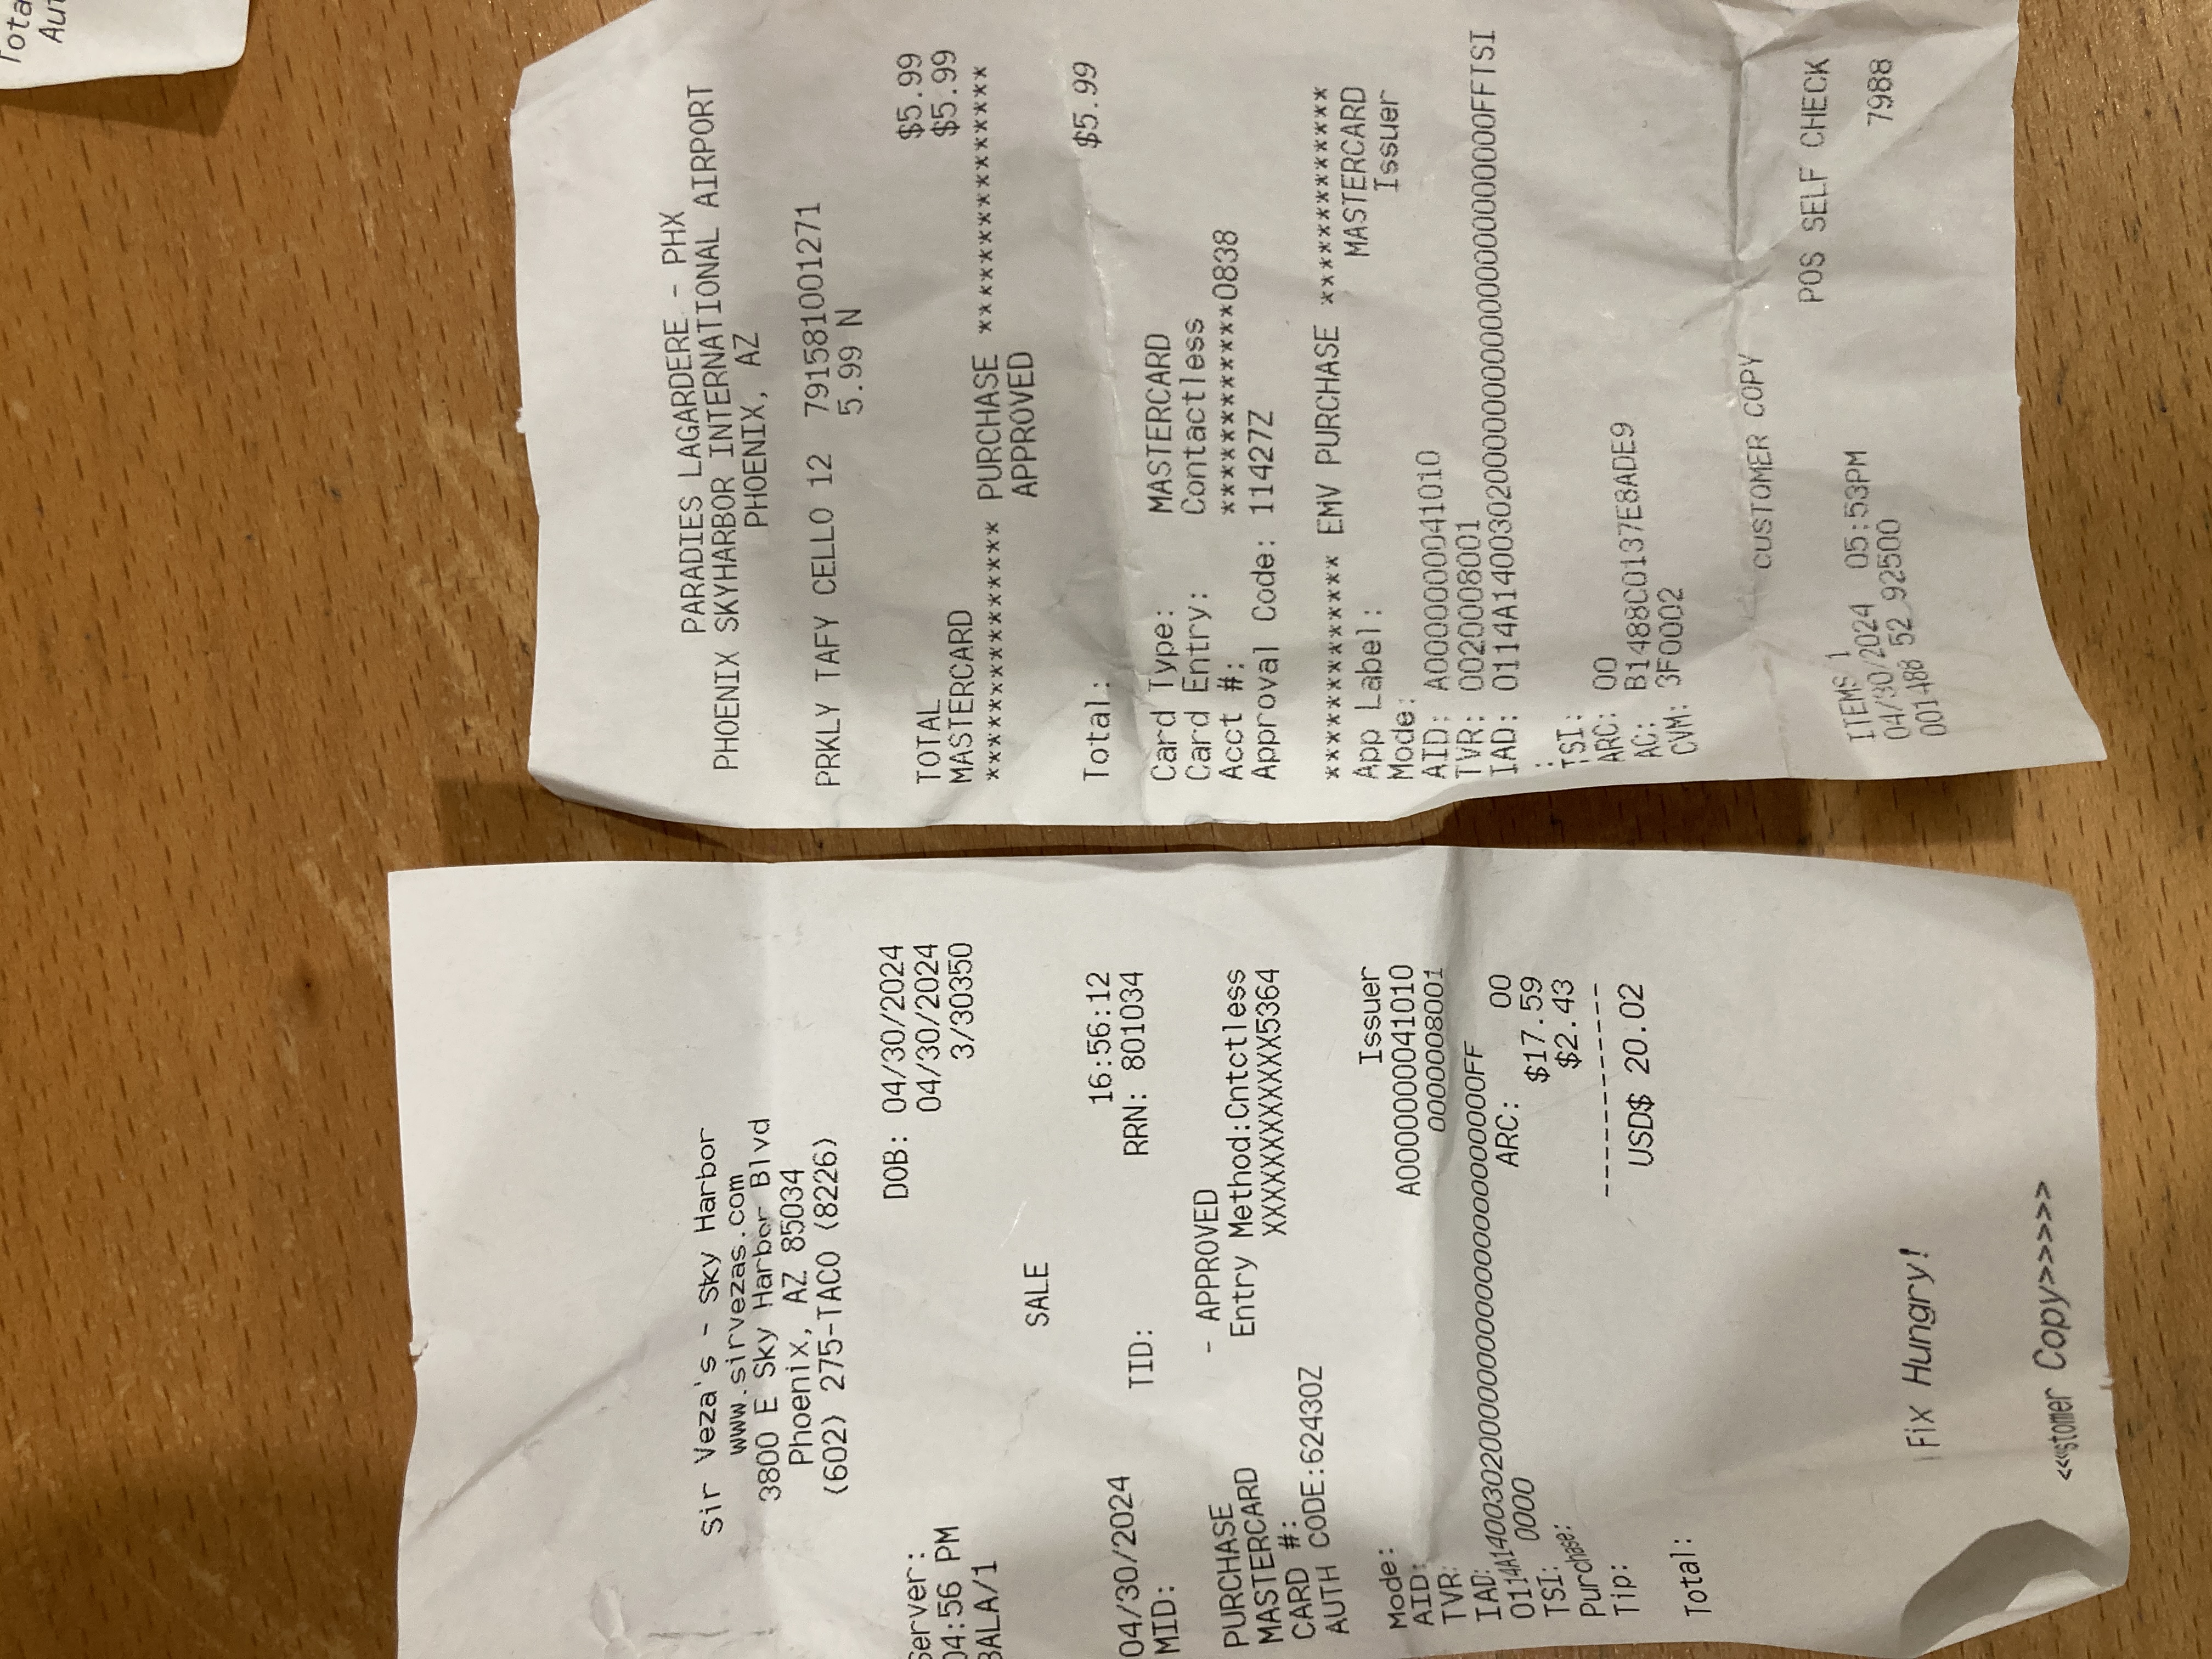 Tota
Aut
Sir Veza's - Sky Harbor
www.sirvezas.com
3800 E Sky Harbor Blvd
Phoenix, AZ 85034
(602) 275-TACO (8226)
Server: DOB: 04/30/2024
04:56 PM 04/30/2024
BALA/1 3/30350
SALE
04/30/2024 16:56:12
MID: TID: RRN: 801034
PURCHASE - APPROVED
MASTERCARD Entry Method:Cntctless
CARD #: XXXXXXXXXXXX5364
AUTH CODE:62430Z
Mode: Issuer
AID: A0000000041010
TVR: 0000008001
IAD:
0114A1400302000000000000000000000000FF
TSI: 0000 ARC: 00
Purchase: $17.59
Tip: $2.43
------------
Total: USD$ 20.02
Fix Hungry!
Copy>>>>>
PARADIES LAGARDERE - PHX
PHOENIX SKYHARBOR INTERNATIONAL AIRPORT
PHOENIX, AZ
PRKLY TAFY CELLO 12 791581001271
5.99 N
TOTAL $5.99
MASTERCARD $5.99
*************** PURCHASE ***************
APPROVED
Total: $5.99
Card Type: MASTERCARD
Card Entry: Contactless
Acct #: ************0838
Approval Code: 11427Z
************* EMV PURCHASE *************
App Label: MASTERCARD
Mode: Issuer
AID: A0000000041010
TVR: 0020008001
IAD: 0114A1400302000000000000000000000000FFTSI
:
TSI:
ARC: 00
AC: B1488C0137E8ADE9
CVM: 3F0002
CUSTOMER COPY
ITEMS 1 POS SELF CHECK
04/30/2024 05:53PM
001488 52 92500 7988